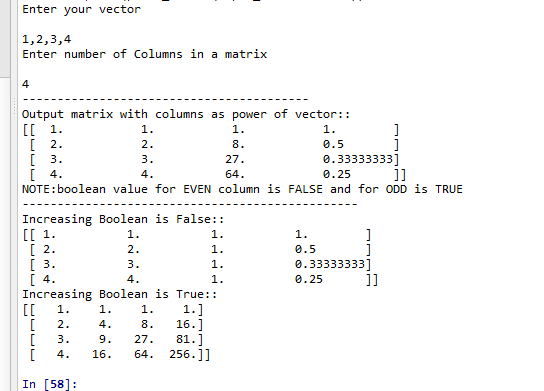 Enter your vector
1,2,3,4
Enter number of Columns in a matrix
4
-----------------------------------------
Output matrix with columns as power of vector::
[[ 1.          1.          1.          1.        ]
 [ 2.          2.          8.          0.5       ]
 [ 3.          3.         27.          0.33333333]
 [ 4.          4.         64.          0.25      ]]
NOTE:boolean value for EVEN column is FALSE and for ODD is TRUE
------------------------------------------------
Increasing Boolean is False::
[[ 1.          1.          1.          1.        ]
 [ 2.          2.          1.          0.5       ]
 [ 3.          3.          1.          0.33333333]
 [ 4.          4.          1.          0.25      ]]
Increasing Boolean is True::
[[   1.    1.    1.    1.]
 [   2.    4.    8.   16.]
 [   3.    9.   27.   81.]
 [   4.   16.   64.  256.]]
In [58]: